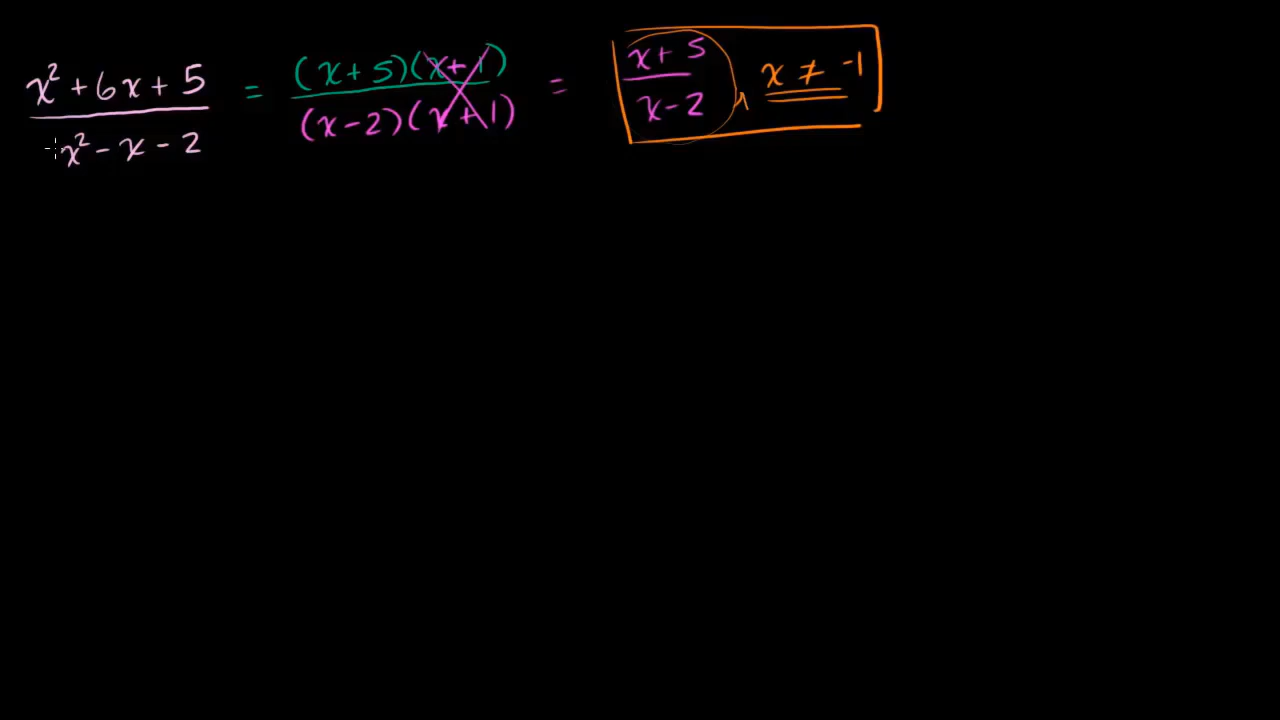 x² + 6x + 5 / x² - x - 2 = (x + 5)(x + 1) / (x - 2)(x + 1) = x + 5 / x - 2 , x ≠ -1